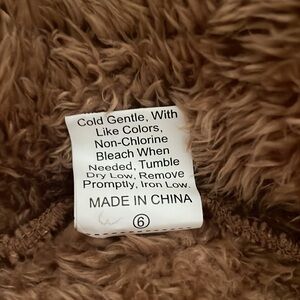 Cold Gentle, With
Like Colors,
Non-Chlorine
Bleach When
Needed, Tumble
Dry Low, Remove
Promptly, Iron Low.
MADE IN CHINA
6